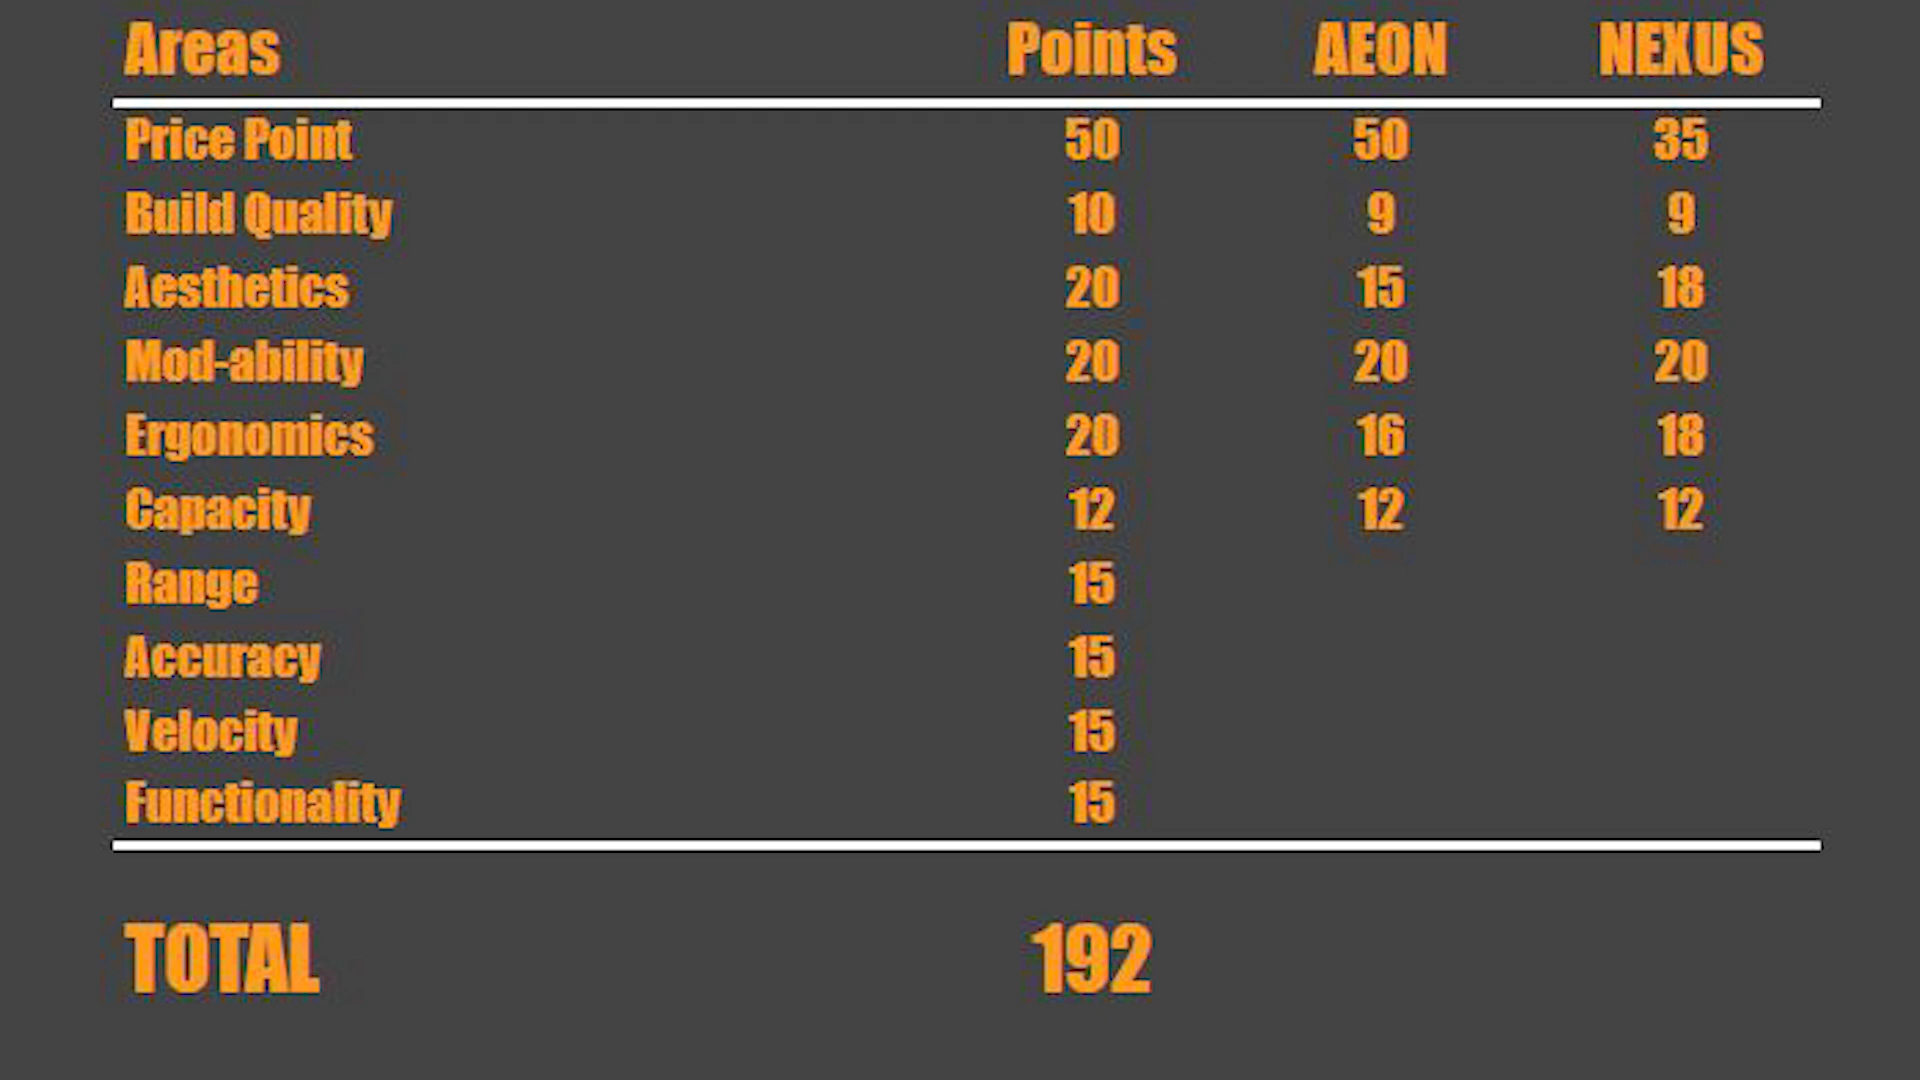 Areas Points AEON NEXUS
Price Point 50 50 35
Build Quality 10 9 9
Aesthetics 20 15 18
Mod-ability 20 20 20
Ergonomics 20 16 18
Capacity 12 12 12
Range 15
Accuracy 15
Velocity 15
Functionality 15
TOTAL 192